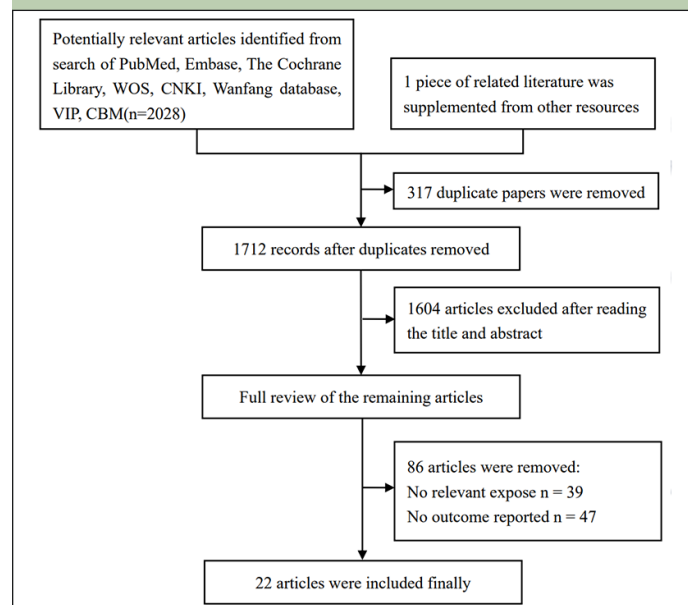 Potentially relevant articles identified from
search of PubMed, Embase, The Cochrane
Library, WOS, CNKI, Wanfang database,
VIP, CBM(n=2028)
1 piece of related literature was
supplemented from other resources
317 duplicate papers were removed
1712 records after duplicates removed
1604 articles excluded after reading
the title and abstract
Full review of the remaining articles
86 articles were removed:
No relevant expose n = 39
No outcome reported n = 47
22 articles were included finally